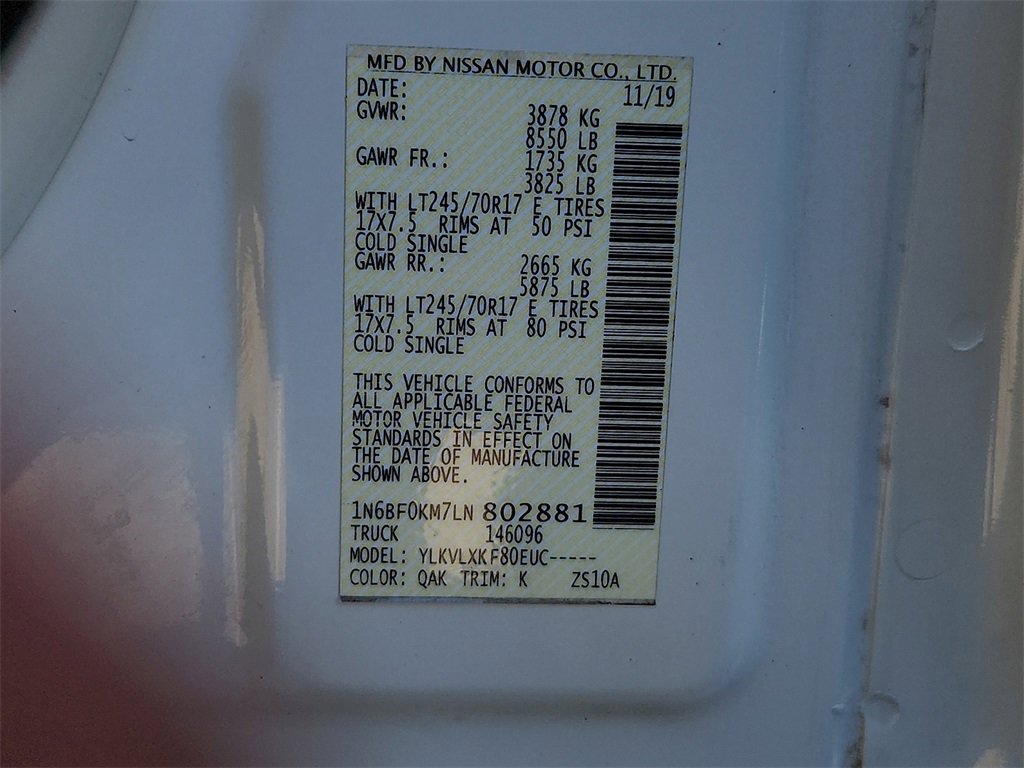 MFD BY NISSAN MOTOR CO., LTD.
DATE: 11/19
GVWR: 3878 KG
8550 LB
GAWR FR.: 1735 KG
3825 LB
WITH LT245/70R17 E TIRES
17X7.5 RIMS AT 50 PSI
COLD SINGLE
GAWR RR.: 2665 KG
5875 LB
WITH LT245/70R17 E TIRES
17X7.5 RIMS AT 80 PSI
COLD SINGLE
THIS VEHICLE CONFORMS TO
ALL APPLICABLE FEDERAL
MOTOR VEHICLE SAFETY
STANDARDS IN EFFECT ON
THE DATE OF MANUFACTURE
SHOWN ABOVE.
1N6BF0KM7LN 802881
TRUCK 146096
MODEL: YLKVLXKF80EUC-----
COLOR: QAK TRIM: K ZS10A